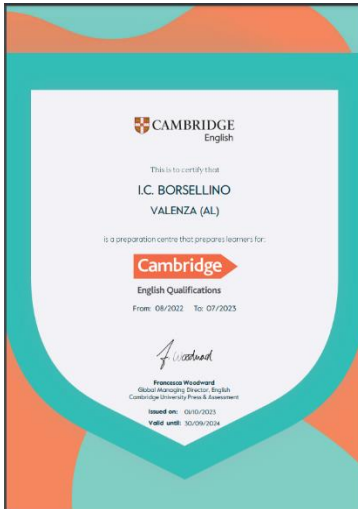 CAMBRIDGE
English
This is to certify that
I.C. BORSELLINO
VALENZA (AL)
is a preparation centre that prepares learners for:
Cambridge
English Qualifications
From: 08/2022 To: 07/2023
F. Woodward
Francesca Woodward
Global Managing Director, English
Cambridge University Press & Assessment
Issued on: 01/10/2023
Valid until: 30/09/2024